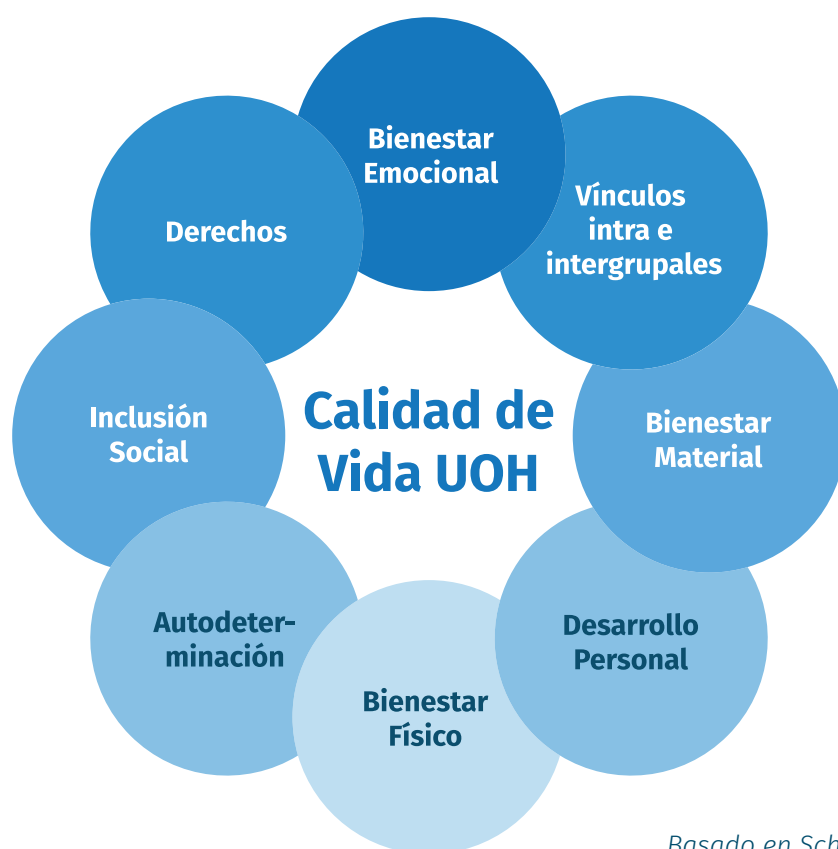 Bienestar
Emocional
Vínculos
intra e
intergrupales
Derechos
Calidad de
Vida UOH
Inclusión
Social
Bienestar
Material
Autodeter-
minación
Desarrollo
Personal
Bienestar
Físico
Basado en